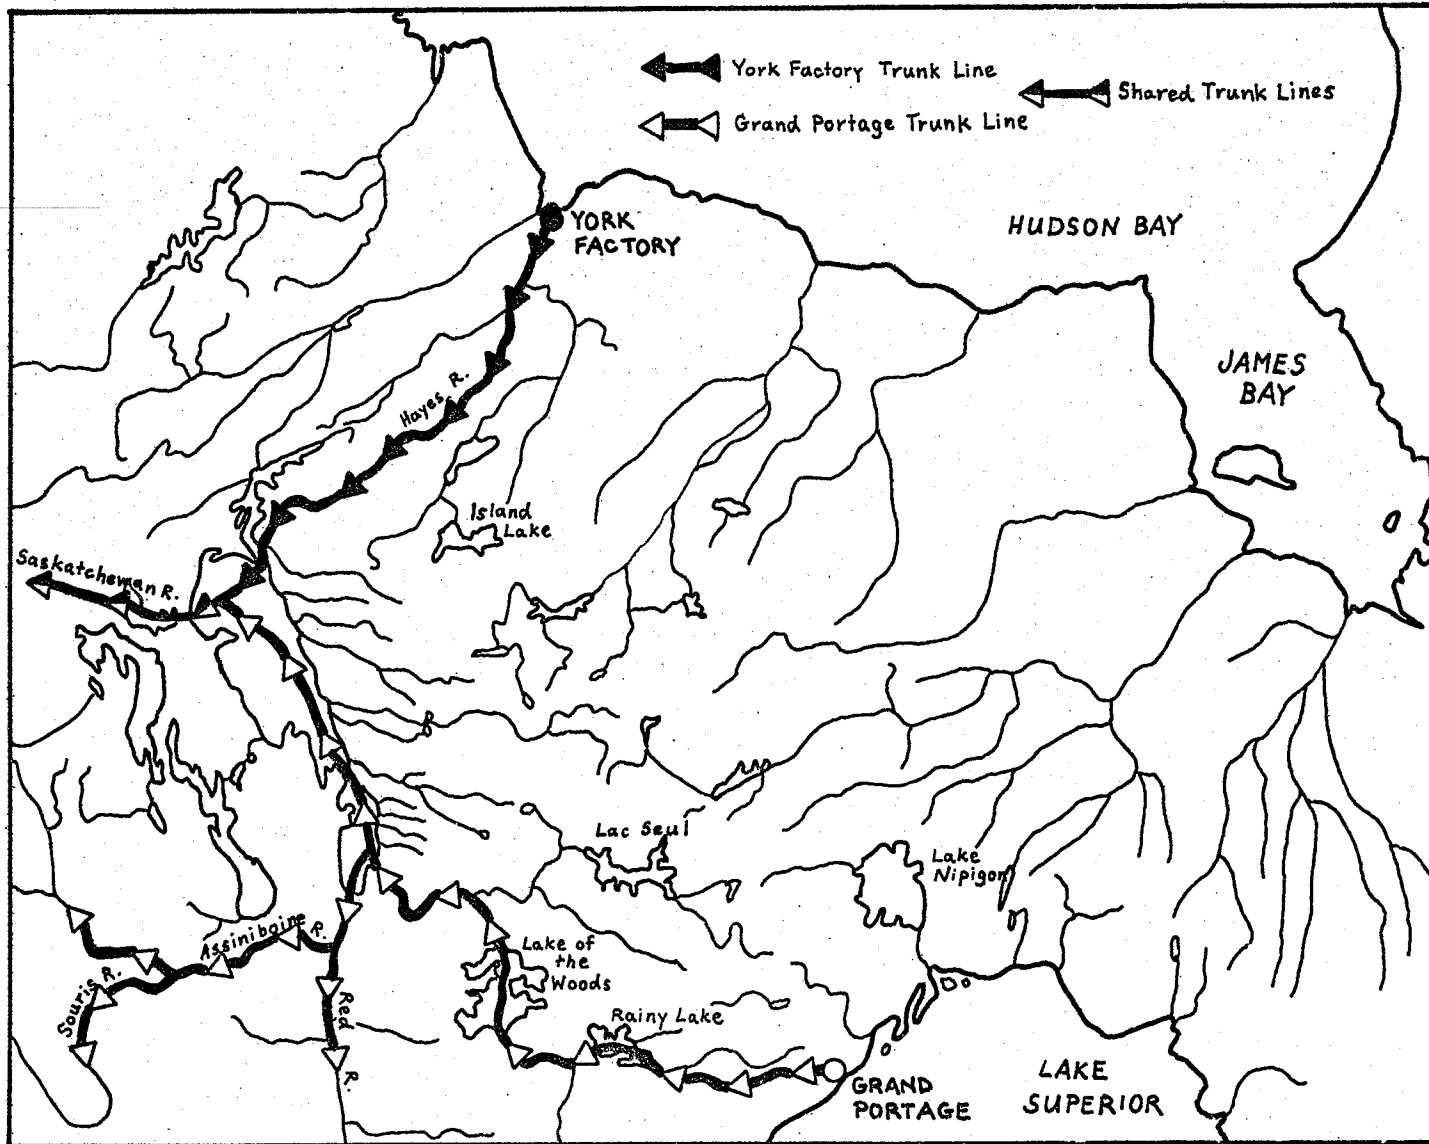 York Factory Trunk Line
Shared Trunk Lines
Grand Portage Trunk Line
YORK
FACTORY
HUDSON BAY
JAMES
BAY
Hayes R.
Island
Lake
Saskatchewan R.
Lac Seul
Lake
Nipigon
Assiniboine R.
Lake of
the
Woods
Souris R.
Red R.
Rainy Lake
GRAND
PORTAGE
LAKE
SUPERIOR